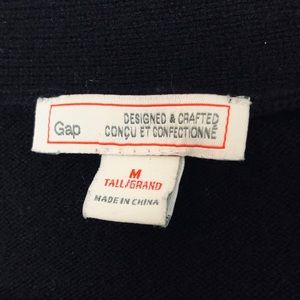 Gap
DESIGNED & CRAFTED
CONÇU ET CONFECTIONNÉ
M
TALL/GRAND
MADE IN CHINA